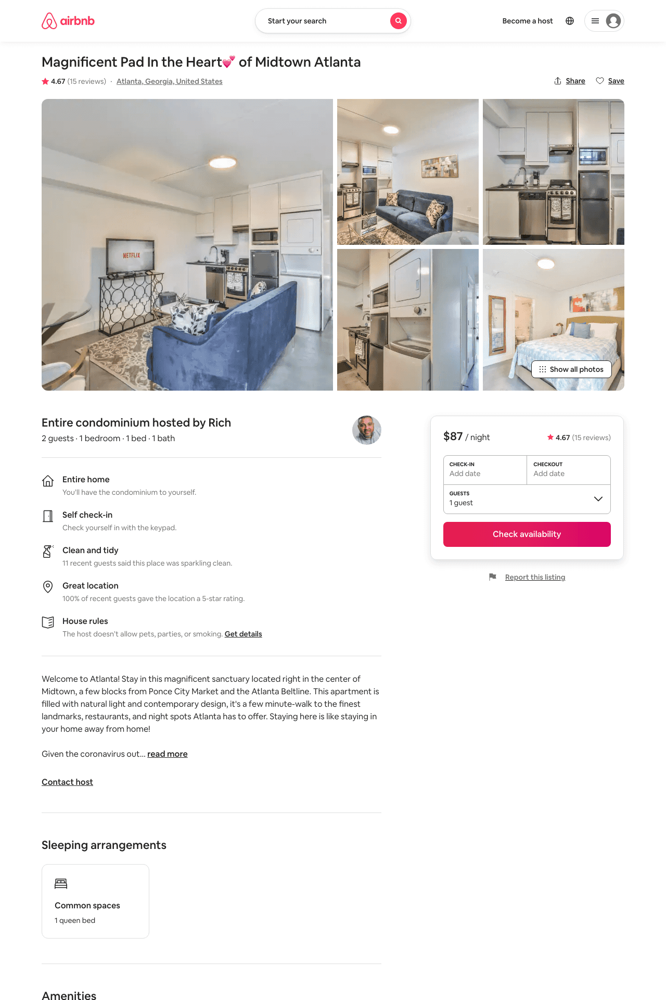 airbnb
Start your search
Become a host
Magnificent Pad In the Heart💕 of Midtown Atlanta
4.67 (15 reviews) · Atlanta, Georgia, United States
Share
Save
NETFLIX
Show all photos
Entire condominium hosted by Rich
2 guests · 1 bedroom · 1 bed · 1 bath
Entire home
You’ll have the condominium to yourself.
Self check-in
Check yourself in with the keypad.
Clean and tidy
11 recent guests said this place was sparkling clean.
Great location
100% of recent guests gave the location a 5-star rating.
House rules
The host doesn’t allow pets, parties, or smoking. Get details
$87 / night
4.67 (15 reviews)
CHECK-IN
Add date
CHECKOUT
Add date
GUESTS
1 guest
Check availability
Report this listing
Welcome to Atlanta! Stay in this magnificent sanctuary located right in the center of
Midtown, a few blocks from Ponce City Market and the Atlanta Beltline. This apartment is
filled with natural light and contemporary design, it's a few minute-walk to the finest
landmarks, restaurants, and night spots Atlanta has to offer. Staying here is like staying in
your home away from home!
Given the coronavirus out... read more
Contact host
Sleeping arrangements
Common spaces
1 queen bed
Amenities